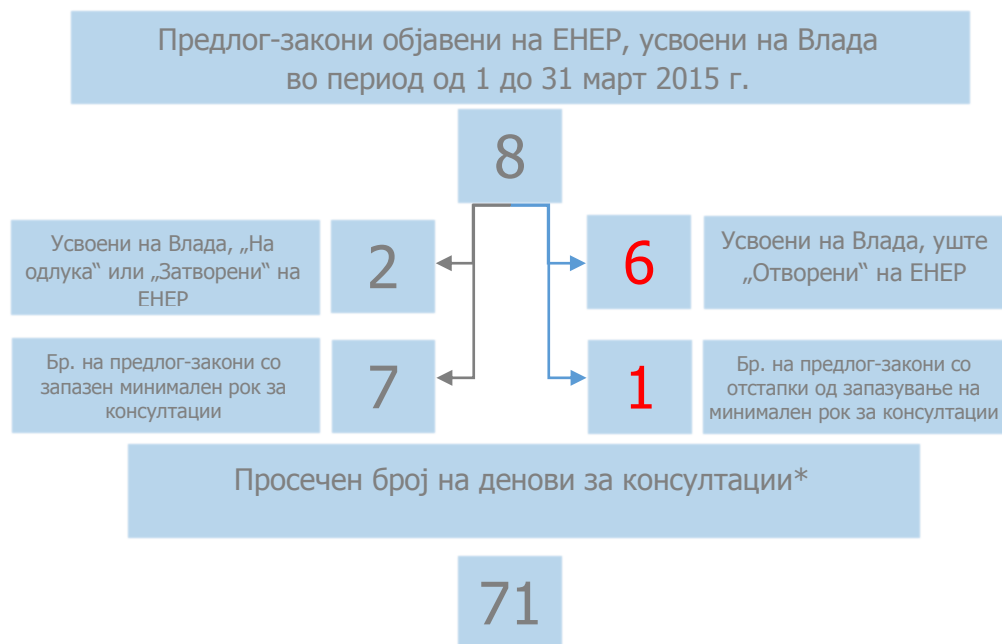 Предлог-закони објавени на ЕНЕР, усвоени на Влада
во период од 1 до 31 март 2015 г.
8
Усвоени на Влада, „На
одлука“ или „Затворени“ на
ЕНЕР
2
6
Усвоени на Влада, уште
„Отворени“ на ЕНЕР
Бр. на предлог-закони со
запазен минимален рок за
консултации
7
1
Бр. на предлог-закони со
отстапки од запазување на
минимален рок за консултации
Просечен број на денови за консултации*
71